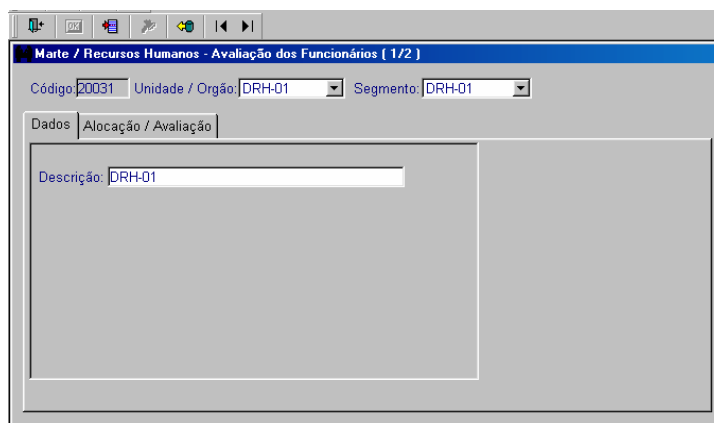 OK
Marte / Recursos Humanos - Avaliação dos Funcionários ( 1/2 )
Código: 20031 Unidade / Orgão: DRH-01 Segmento: DRH-01
Dados Alocação / Avaliação
Descrição: DRH-01